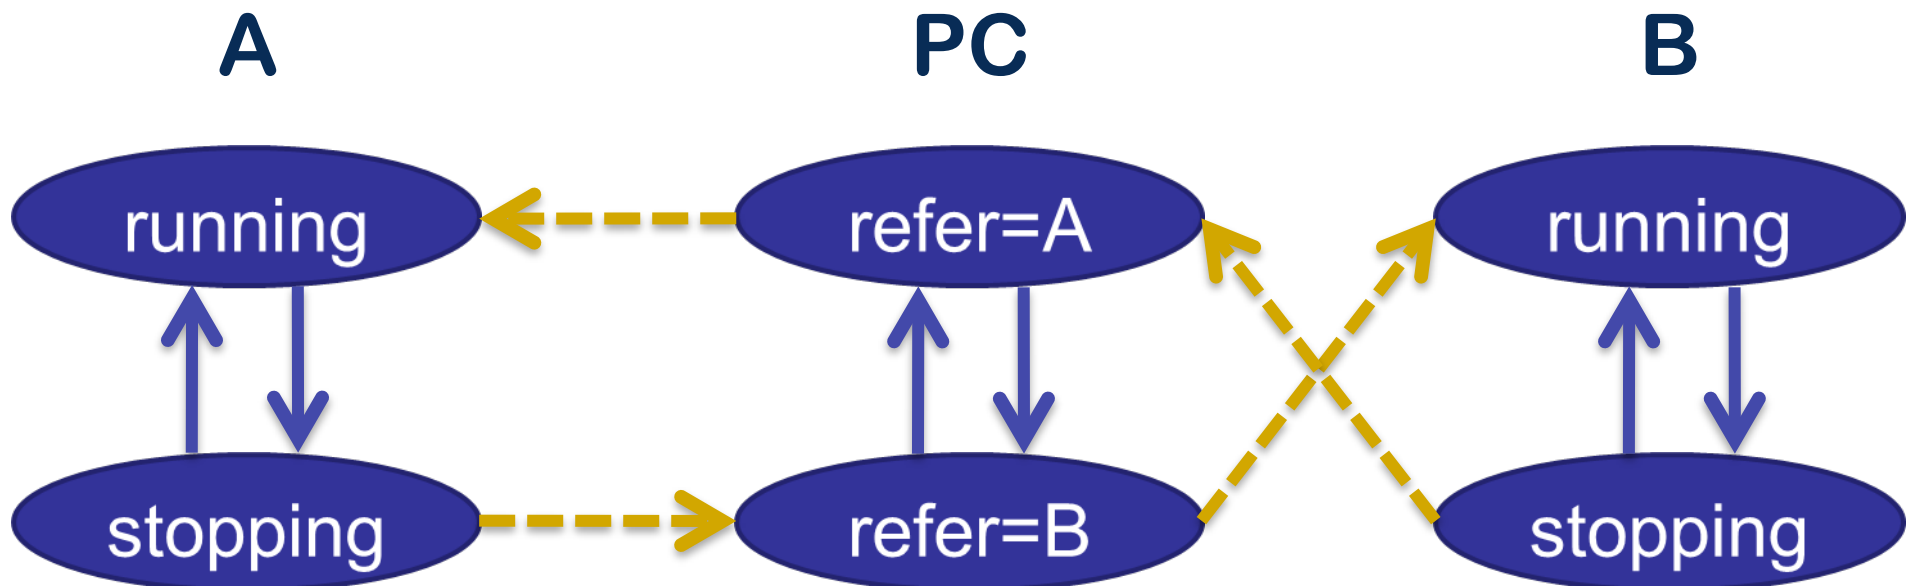 A PC B
running refer=A running
stopping refer=B stopping